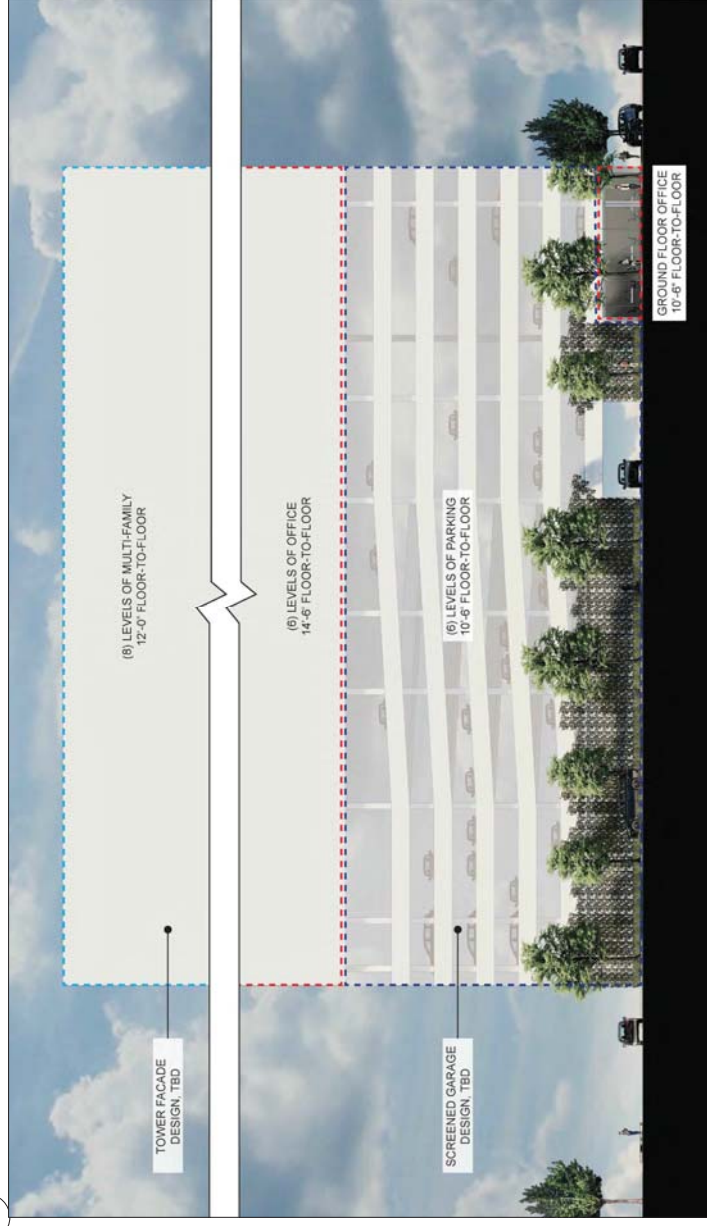 TOWER FACADE
DESIGN, TBD
(8) LEVELS OF MULTI-FAMILY
12'-0" FLOOR-TO-FLOOR
(6) LEVELS OF OFFICE
14'-6' FLOOR-TO-FLOOR
SCREENED GARAGE
DESIGN, TBD
(6) LEVELS OF PARKING
10'-6" FLOOR-TO-FLOOR
GROUND FLOOR OFFICE
10'-6" FLOOR-TO-FLOOR